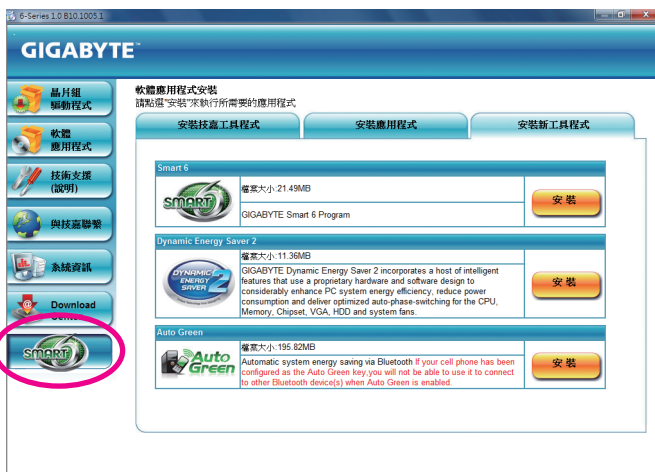 6-Series 1.0 B10.1005.1
GIGABYTE™
晶片組
驅動程式
軟體
應用程式
技術支援
(說明)
與技嘉聯繫
系統資訊
Download
Center
SMART 6
軟體應用程式安裝
請點選"安裝"來執行所需要的應用程式
安裝技嘉工具程式
安裝應用程式
安裝新工具程式
Smart 6
SMART 6
檔案大小:21.49MB
GIGABYTE Smart 6 Program
安裝
Dynamic Energy Saver 2
DYNAMIC
ENERGY
SAVER 2
檔案大小:11.36MB
GIGABYTE Dynamic Energy Saver 2 incorporates a host of intelligent
features that use a proprietary hardware and software design to
considerably enhance PC system energy efficiency, reduce power
consumption and deliver optimized auto-phase-switching for the CPU,
Memory, Chipset, VGA, HDD and system fans.
安裝
Auto Green
Auto
Green
檔案大小:195.82MB
Automatic system energy saving via Bluetooth If your cell phone has been
configured as the Auto Green key,you will not be able to use it to connect
to other Bluetooth device(s) when Auto Green is enabled.
安裝